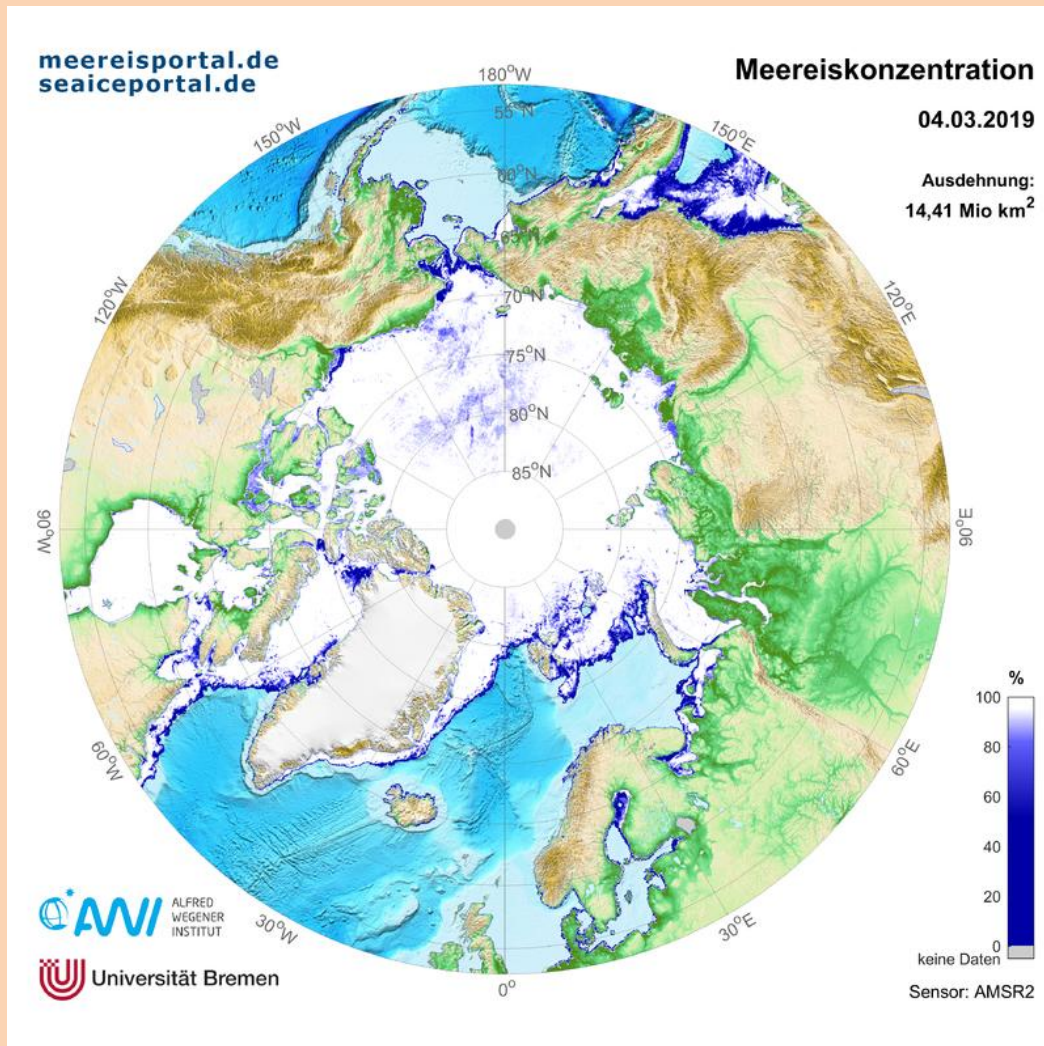 meereisportal.de
seaiceportal.de
Meereiskonzentration
04.03.2019
Ausdehnung:
14,41 Mio km²
180°W
150°W
150°E
120°W
120°E
90°W
90°E
60°W
60°E
30°W
30°E
0°
55°N
60°N
65°N
70°N
75°N
80°N
85°N
%
100
80
60
40
20
0
keine Daten
Sensor: AMSR2
AWI
ALFRED
WEGENER
INSTITUT
Universität Bremen